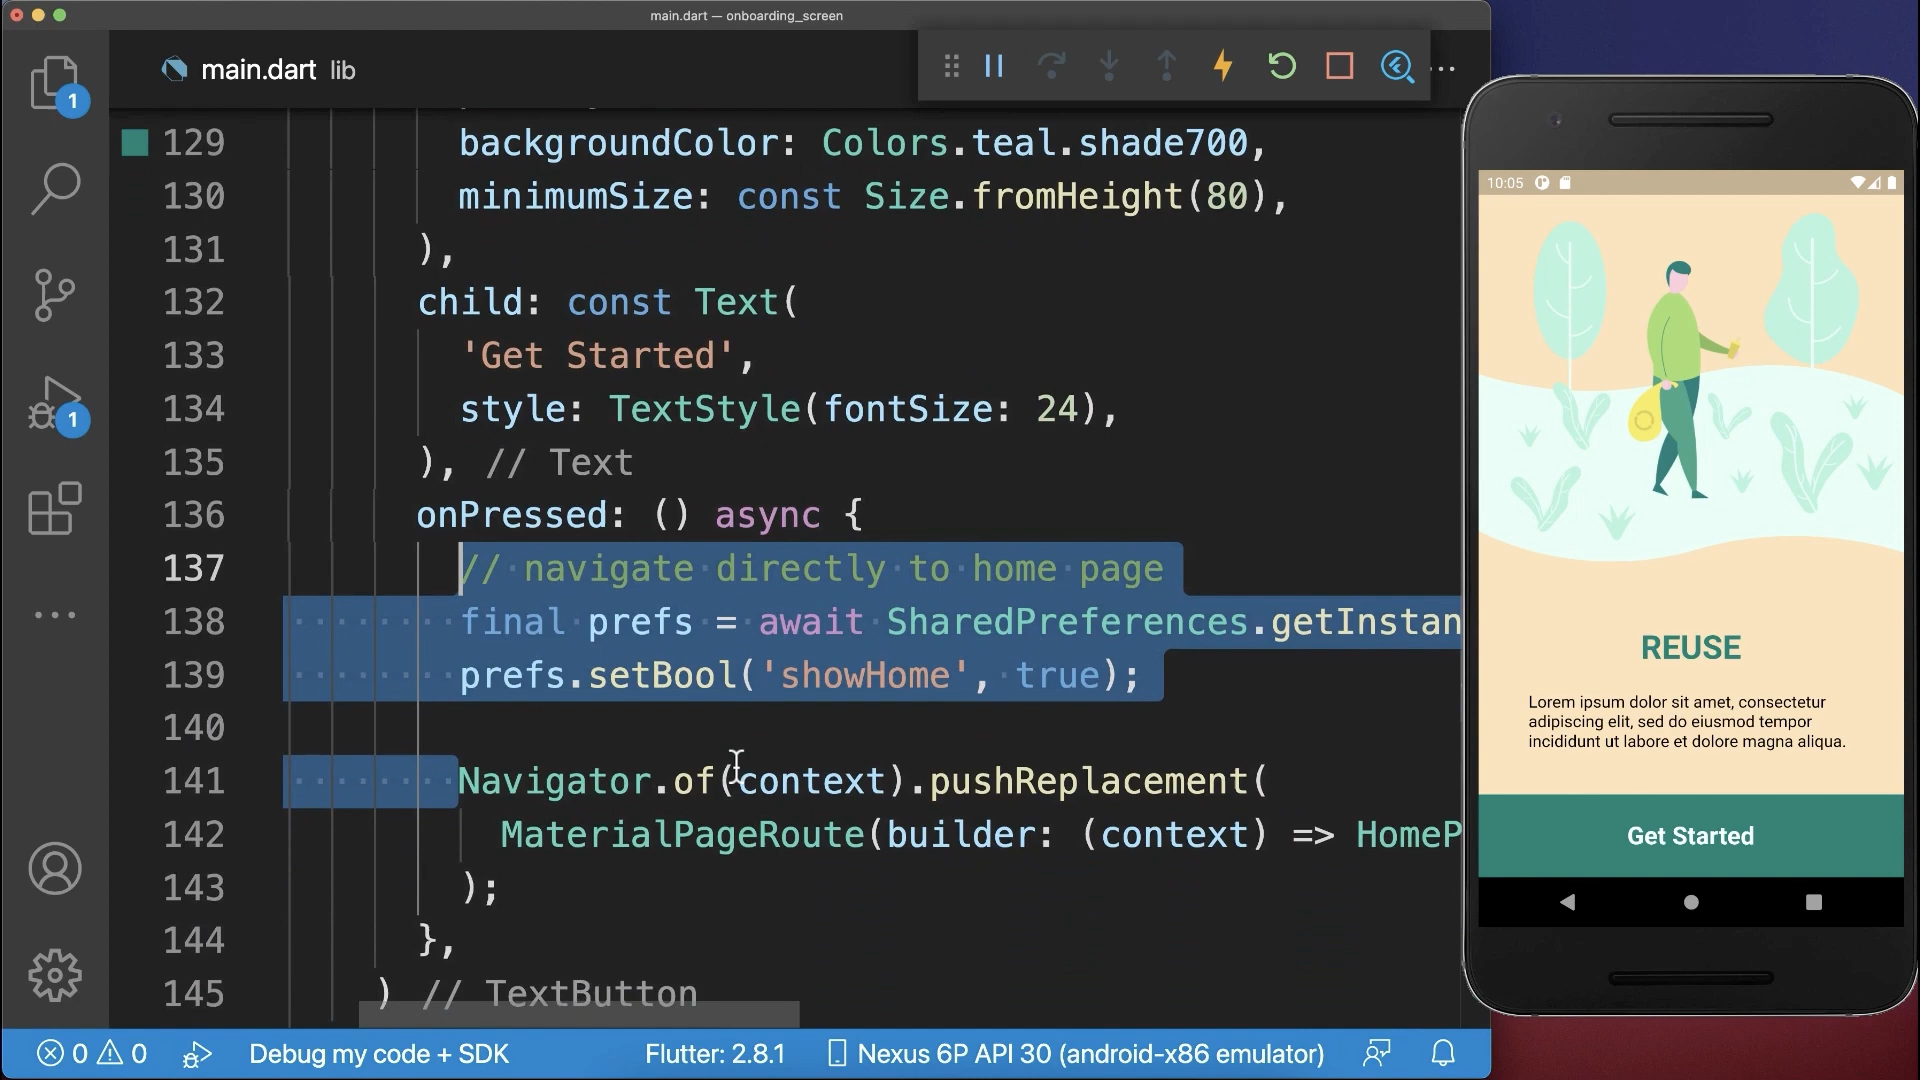 main.dart — onboarding_screen
main.dart lib
1
1
129 backgroundColor: Colors.teal.shade700,
130 minimumSize: const Size.fromHeight(80),
131 ),
132 child: const Text(
133 'Get Started',
134 style: TextStyle(fontSize: 24),
135 ), // Text
136 onPressed: () async {
137 // navigate directly to home page
138 final prefs = await SharedPreferences.getInstan
139 prefs.setBool('showHome', true);
140
141 Navigator.of(context).pushReplacement(
142 MaterialPageRoute(builder: (context) => HomeP
143 );
144 },
145 ) // TextButton
0 0 Debug my code + SDK Flutter: 2.8.1 Nexus 6P API 30 (android-x86 emulator)
10:05
REUSE
Lorem ipsum dolor sit amet, consectetur
adipiscing elit, sed do eiusmod tempor
incididunt ut labore et dolore magna aliqua.
Get Started